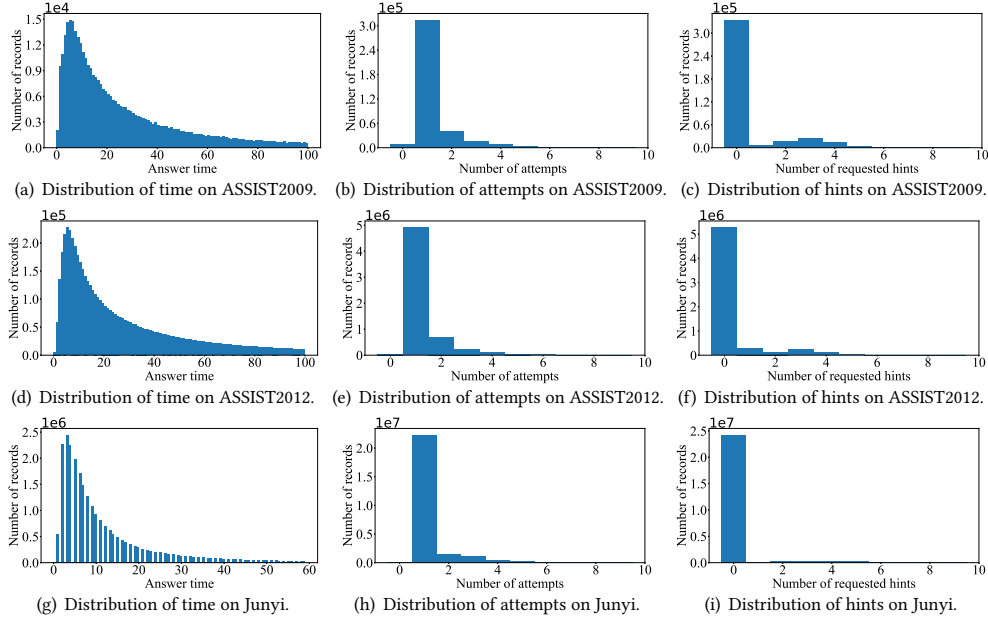 1e4
Number of records
1.5
1.2
0.9
0.6
0.3
0.0
0 20 40 60 80 100
Answer time
(a) Distribution of time on ASSIST2009.
1e5
Number of records
3.0
2.4
1.8
1.2
0.6
0.0
0 2 4 6 8 10
Number of attempts
(b) Distribution of attempts on ASSIST2009.
1e5
Number of records
3.0
2.4
1.8
1.2
0.6
0.0
0 2 4 6 8 10
Number of requested hints
(c) Distribution of hints on ASSIST2009.
1e5
Number of records
2.0
1.5
1.0
0.5
0.0
0 20 40 60 80 100
Answer time
(d) Distribution of time on ASSIST2012.
1e6
Number of records
5
4
3
2
1
0
0 2 4 6 8 10
Number of attempts
(e) Distribution of attempts on ASSIST2012.
1e6
Number of records
5
4
3
2
1
0
0 2 4 6 8 10
Number of requested hints
(f) Distribution of hints on ASSIST2012.
1e6
Number of records
2.5
2.0
1.5
1.0
0.5
0.0
0 10 20 30 40 50 60
Answer time
(g) Distribution of time on Junyi.
1e7
Number of records
2.0
1.5
1.0
0.5
0.0
0 2 4 6 8 10
Number of attempts
(h) Distribution of attempts on Junyi.
1e7
Number of records
2.5
2.0
1.5
1.0
0.5
0.0
0 2 4 6 8 10
Number of requested hints
(i) Distribution of hints on Junyi.